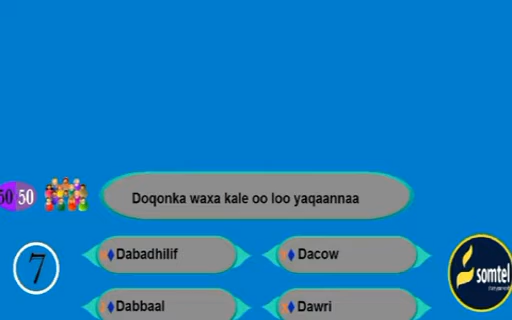 50 50
Doqonka waxa kale oo loo yaqaannaa
7
Dabadhilif
Dacow
somtel
Dabbaal
Dawri